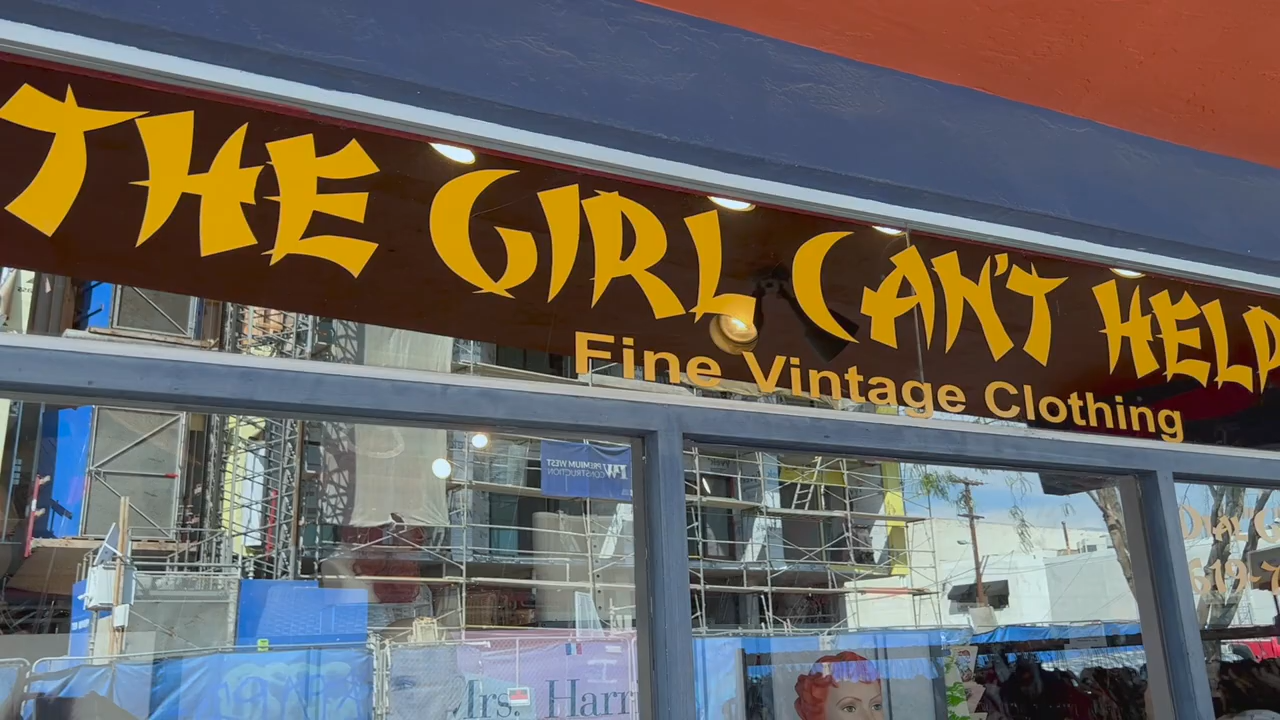 THE GIRL CAN'T HELP
Fine Vintage Clothing
PREMIUM WEST
CONSTRUCTION
Mrs. Harr